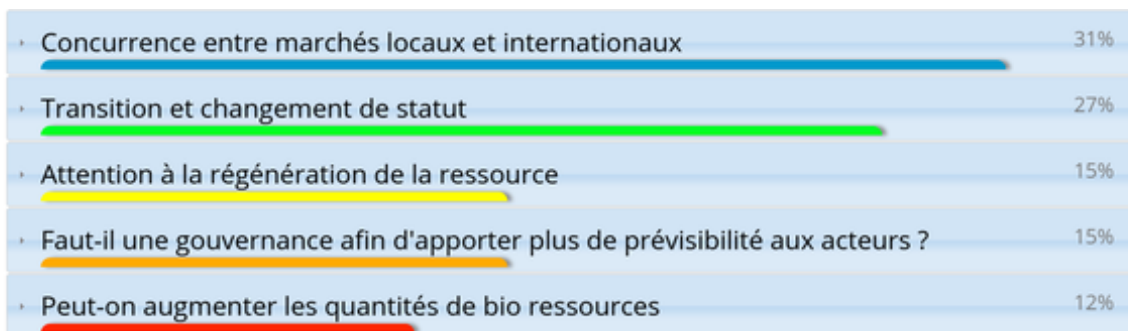 Concurrence entre marchés locaux et internationaux 31%
Transition et changement de statut 27%
Attention à la régénération de la ressource 15%
Faut-il une gouvernance afin d'apporter plus de prévisibilité aux acteurs ? 15%
Peut-on augmenter les quantités de bio ressources 12%